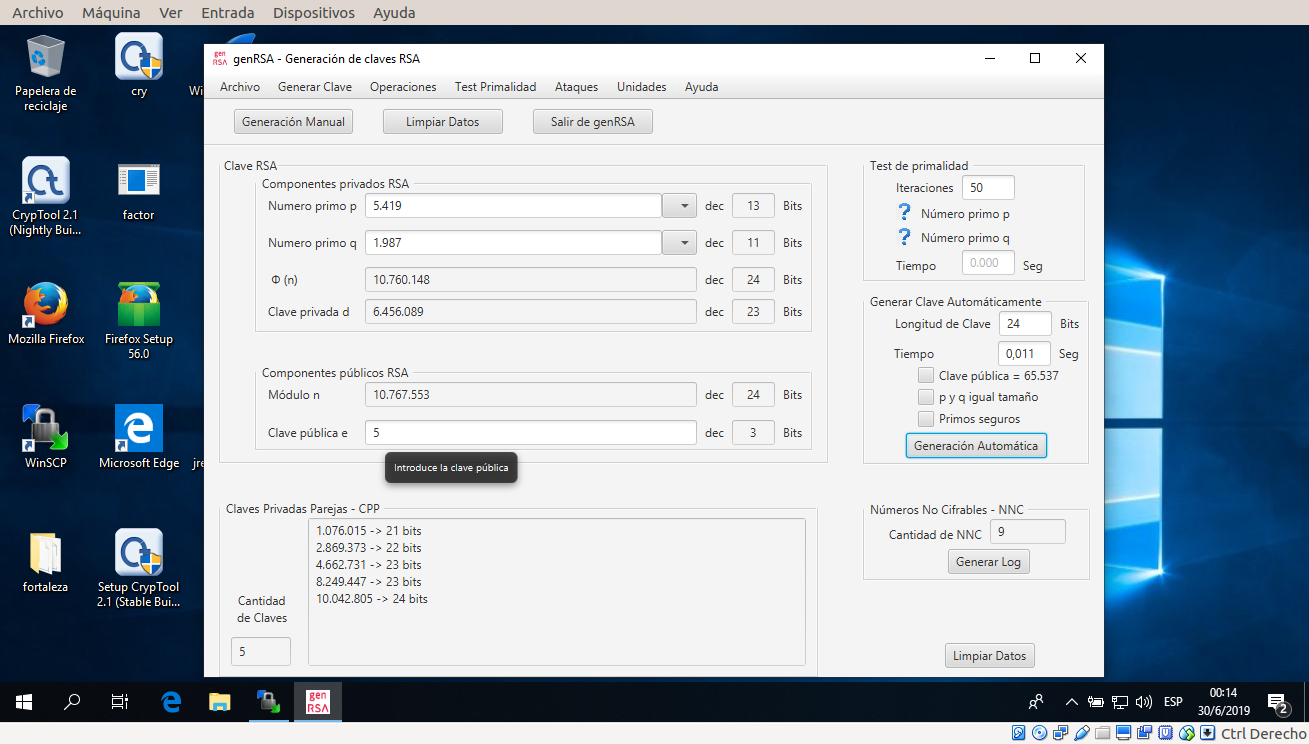 Archivo Máquina Ver Entrada Dispositivos Ayuda
Papelera de
reciclaje
cry
Wi
CrypTool 2.1
(Nightly Bui...
factor
Mozilla Firefox
Firefox Setup
56.0
WinSCP
Microsoft Edge
jre
fortaleza
Setup CrypTool
2.1 (Stable Bui...
gen
RSA
genRSA - Generación de claves RSA
Archivo Generar Clave Operaciones Test Primalidad Ataques Unidades Ayuda
Generación Manual Limpiar Datos Salir de genRSA
Clave RSA
Componentes privados RSA
Numero primo p 5.419 dec 13 Bits
Numero primo q 1.987 dec 11 Bits
Φ (n) 10.760.148 dec 24 Bits
Clave privada d 6.456.089 dec 23 Bits
Componentes públicos RSA
Módulo n 10.767.553 dec 24 Bits
Clave pública e 5 dec 3 Bits
Introduce la clave pública
Claves Privadas Parejas - CPP
1.076.015 -> 21 bits
2.869.373 -> 22 bits
4.662.731 -> 23 bits
8.249.447 -> 23 bits
10.042.805 -> 24 bits
Cantidad
de Claves
5
Test de primalidad
Iteraciones 50
? Número primo p
? Número primo q
Tiempo 0.000 Seg
Generar Clave Automáticamente
Longitud de Clave 24 Bits
Tiempo 0,011 Seg
Clave pública = 65.537
p y q igual tamaño
Primos seguros
Generación Automática
Números No Cifrables - NNC
Cantidad de NNC 9
Generar Log
Limpiar Datos
gen
RSA
ESP
00:14
30/6/2019
2
Ctrl Derecho